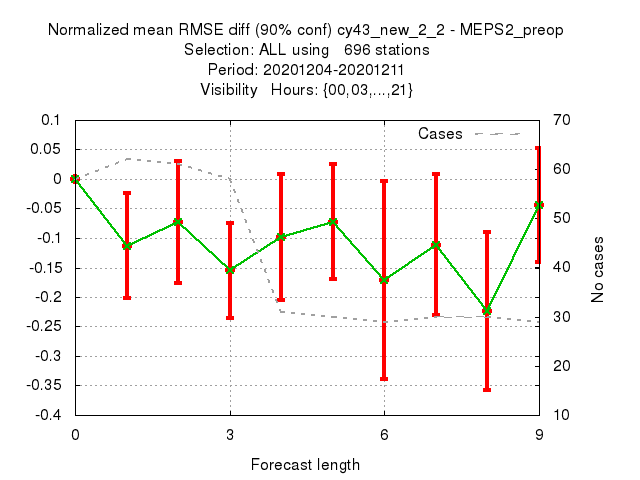 Normalized mean RMSE diff (90% conf) cy43_new_2_2 - MEPS2_preop
Selection: ALL using 696 stations
Period: 20201204-20201211
Visibility Hours: {00,03,...,21}
Cases
0.1
0.05
0
-0.05
-0.1
-0.15
-0.2
-0.25
-0.3
-0.35
-0.4
70
60
50
40
30
20
10
No cases
0 3 6 9
Forecast length